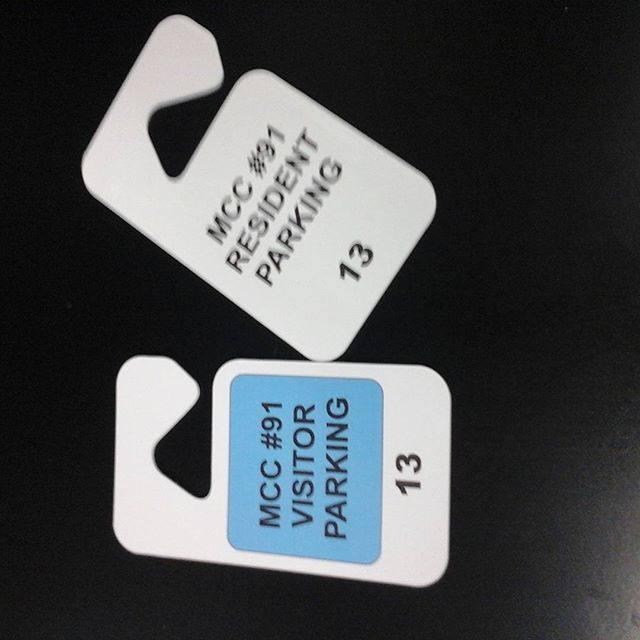 MCC #91
RESIDENT
PARKING
13
MCC #91
VISITOR
PARKING
13